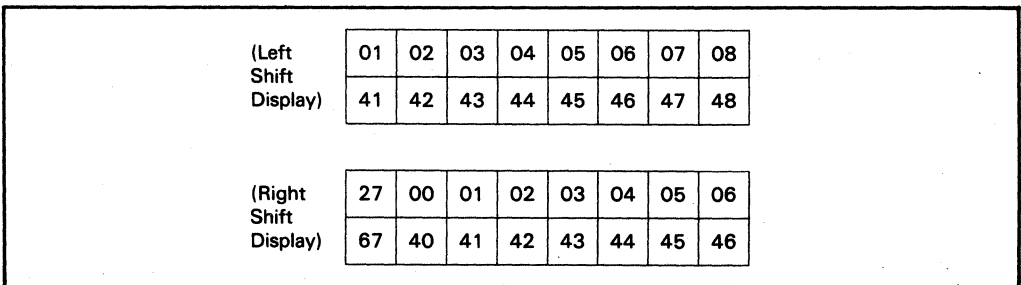 (Left Shift Display) 01 02 03 04 05 06 07 08
41 42 43 44 45 46 47 48
(Right Shift Display) 27 00 01 02 03 04 05 06
67 40 41 42 43 44 45 46